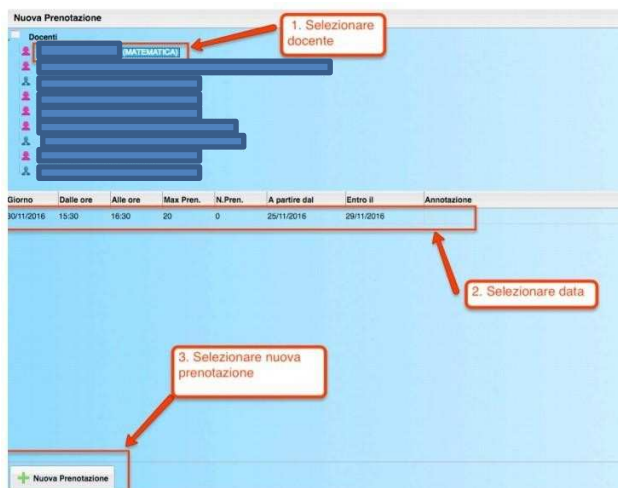 Nuova Prenotazione
1. Selezionare
docente
Docenti
(MATEMATICA)
Giorno Dalle ore Alle ore Max Pren. N.Pren. A partire dal Entro il Annotazione
30/11/2016 15:30 16:30 20 0 25/11/2016 29/11/2016
2. Selezionare data
3. Selezionare nuova
prenotazione
Nuova Prenotazione